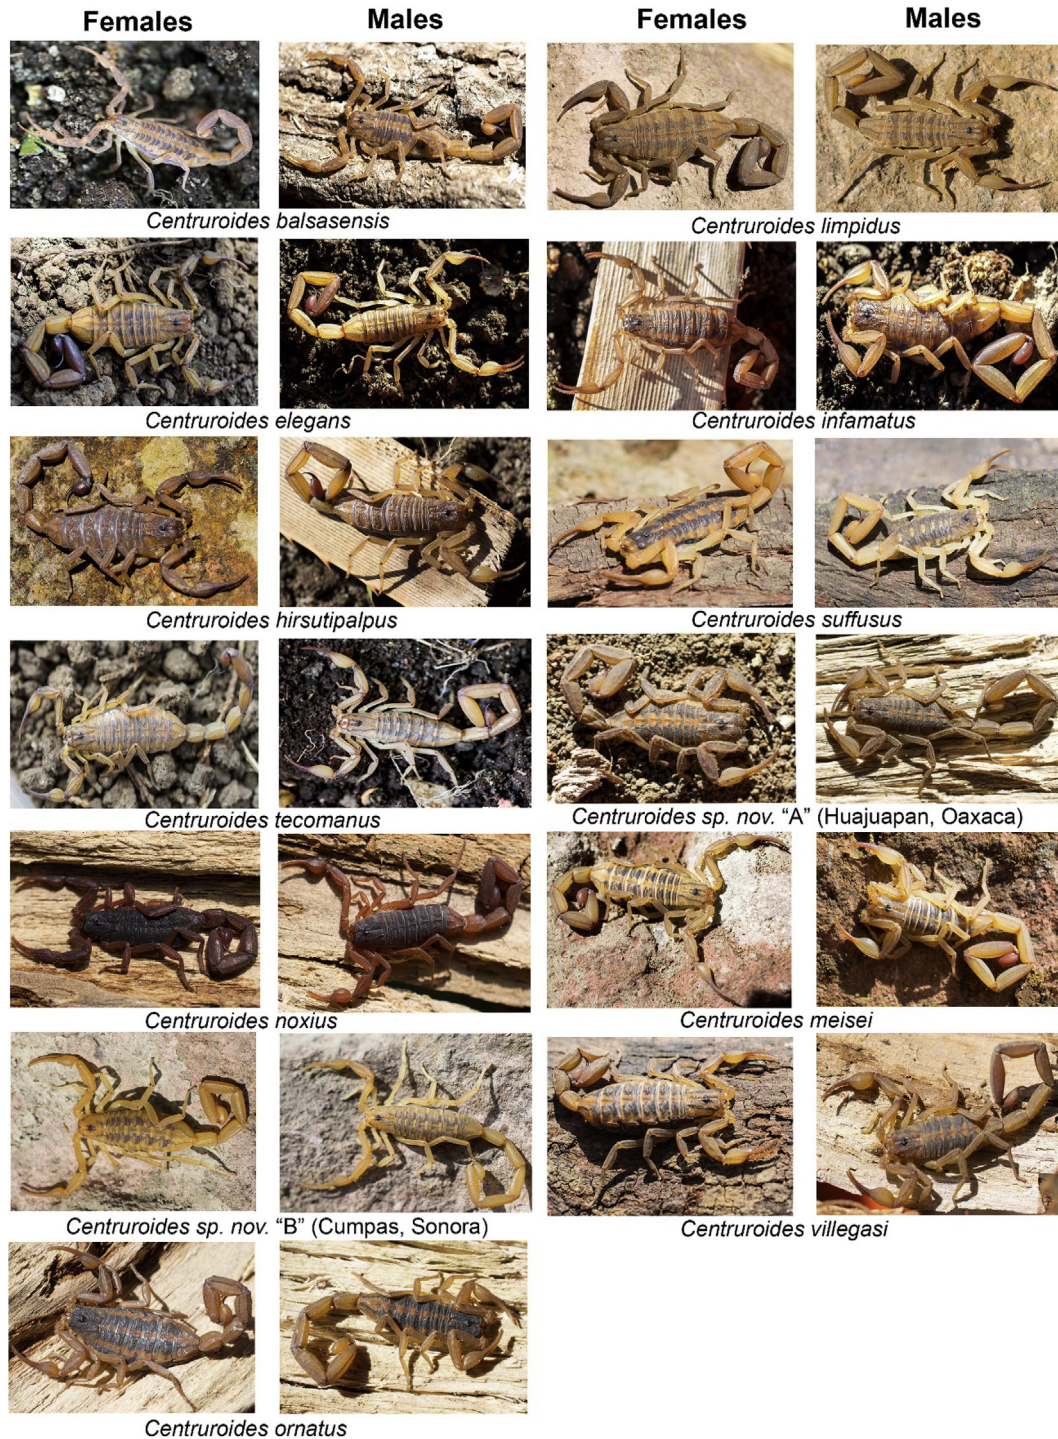 Females
Males
Females
Males
Centruroides balsasensis
Centruroides limpidus
Centruroides elegans
Centruroides infamatus
Centruroides hirsutipalpus
Centruroides suffusus
Centruroides tecomanus
Centruroides sp. nov. “A” (Huajuapan, Oaxaca)
Centruroides noxius
Centruroides meisei
Centruroides sp. nov. “B” (Cumpas, Sonora)
Centruroides villegasi
Centruroides ornatus